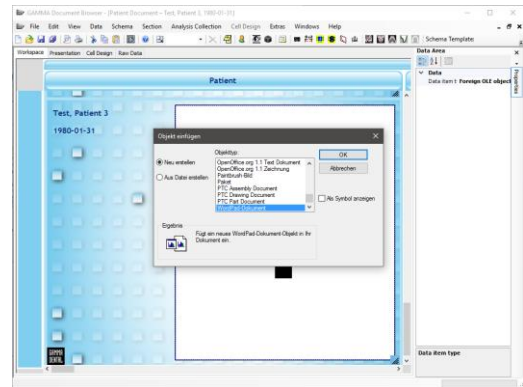 GAMMA Document Browser - [Patient Document - Test, Patient 3, 1980-01-31]
File Edit View Data Schema Section Analysis Collection Cell Design Extras Windows Help
Schema Template:
Workspace Presentation Cell Design Raw Data
Data Area
Patient
Data
Data item 1 Foreign OLE object
Properties
Test, Patient 3
1980-01-31
Objekt einfügen
Objekttyp:
Neu erstellen
Aus Datei erstellen
OpenOffice.org 1.1 Text Dokument
OpenOffice.org 1.1 Zeichnung
Paintbrush-Bild
Paket
PTC Assembly Document
PTC Drawing Document
PTC Part Document
WordPad-Dokument
OK
Abbrechen
Als Symbol anzeigen
Ergebnis
Fügt ein neues WordPad-Dokument-Objekt in Ihr
Dokument ein.
GAMMA
DENTAL
Data item type